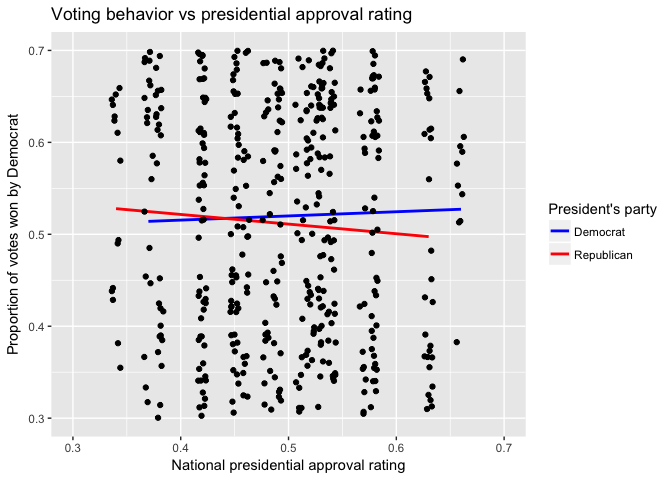 Voting behavior vs presidential approval rating
Proportion of votes won by Democrat
0.7
0.6
0.5
0.4
0.3
0.3 0.4 0.5 0.6 0.7
National presidential approval rating
President's party
Democrat
Republican